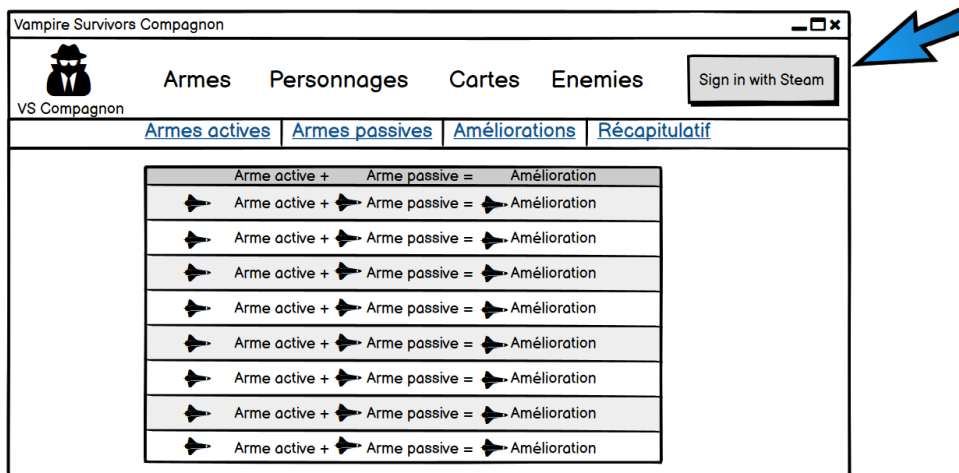 Vampire Survivors Compagnon
VS Compagnon
Armes Personnages Cartes Enemies
Sign in with Steam
Armes actives Armes passives Améliorations Récapitulatif
Arme active + Arme passive = Amélioration
Arme active + Arme passive = Amélioration
Arme active + Arme passive = Amélioration
Arme active + Arme passive = Amélioration
Arme active + Arme passive = Amélioration
Arme active + Arme passive = Amélioration
Arme active + Arme passive = Amélioration
Arme active + Arme passive = Amélioration
Arme active + Arme passive = Amélioration